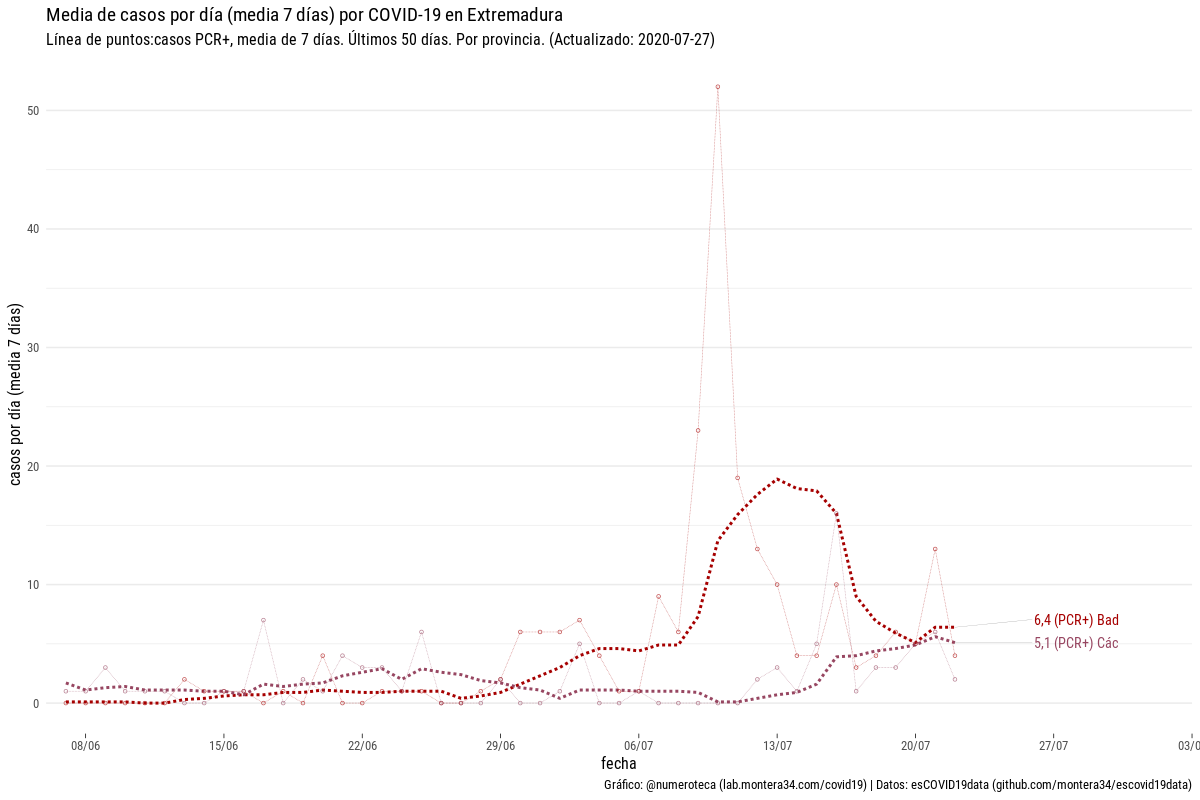 Media de casos por día (media 7 días) por COVID-19 en Extremadura
Línea de puntos:casos PCR+, media de 7 días. Últimos 50 días. Por provincia. (Actualizado: 2020-07-27)
casos por día (media 7 días)
50
40
30
20
10
0
6,4 (PCR+) Bad
5,1 (PCR+) Các
08/06
15/06
22/06
29/06
06/07
13/07
20/07
27/07
03/0
fecha
Gráfico: @numeroteca (lab.montera34.com/covid19) | Datos: esCOVID19data (github.com/montera34/escovid19data)